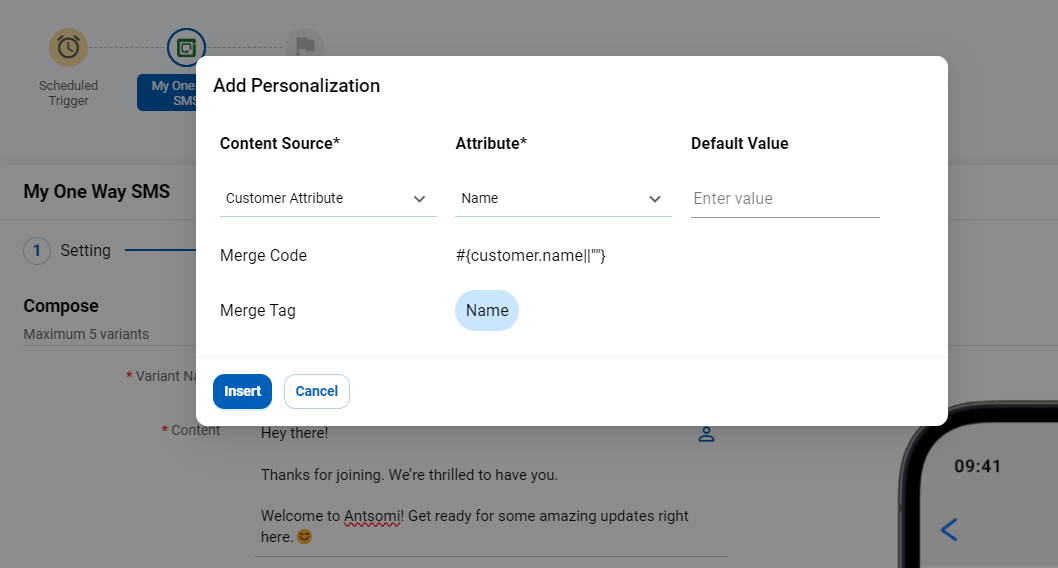 Scheduled
Trigger
My One
SMS
Add Personalization
Content Source*
Attribute*
Default Value
Customer Attribute
Name
Enter value
Merge Code
#{customer.name||""}
Merge Tag
Name
Insert
Cancel
My One Way SMS
1 Setting
Compose
Maximum 5 variants
* Variant Na
* Content
Hey there!
Thanks for joining. We’re thrilled to have you.
Welcome to Antsomi! Get ready for some amazing updates right
here. 😊
09:41